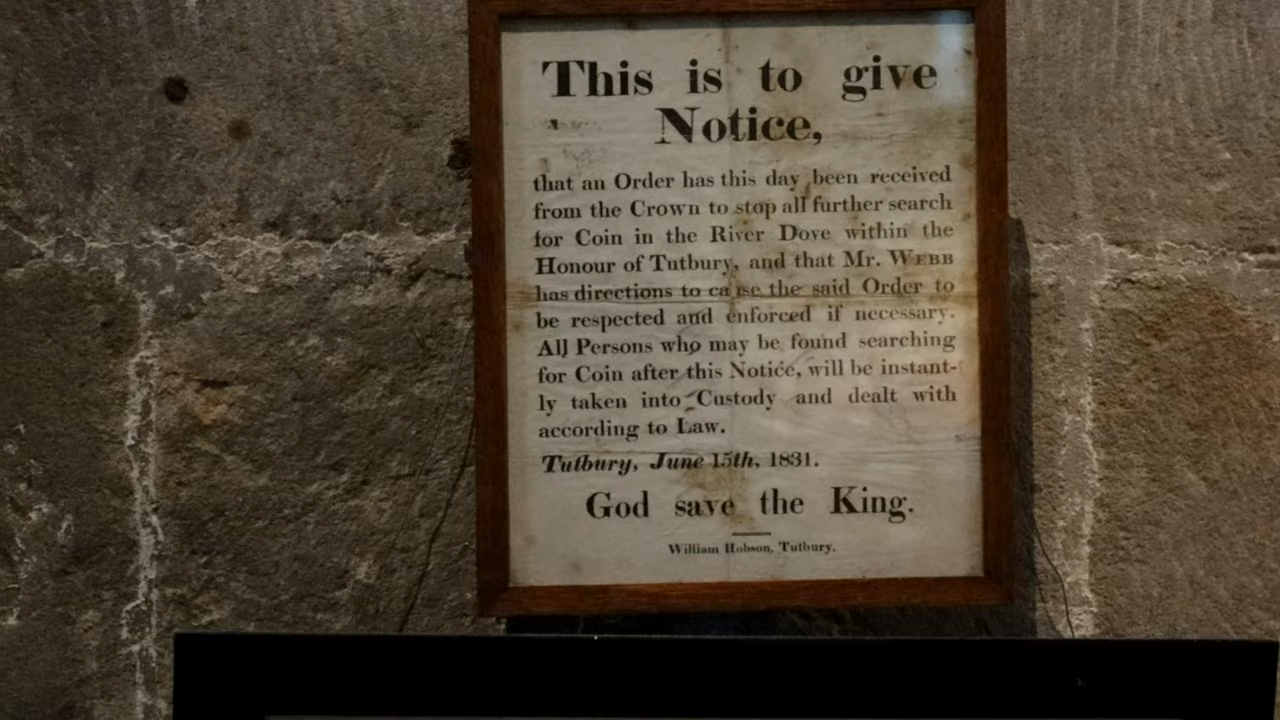 This is to give
Notice,
that an Order has this day been received
from the Crown to stop all further search
for Coin in the River Dove within the
Honour of Tutbury, and that Mr. WEBB
has directions to cause the said Order to
be respected and enforced if necessary.
All Persons who may be found searching
for Coin after this Notice, will be instant-
ly taken into Custody and dealt with
according to Law.
Tutbury, June 15th, 1831.
God save the King.
William Hobson, Tutbury.